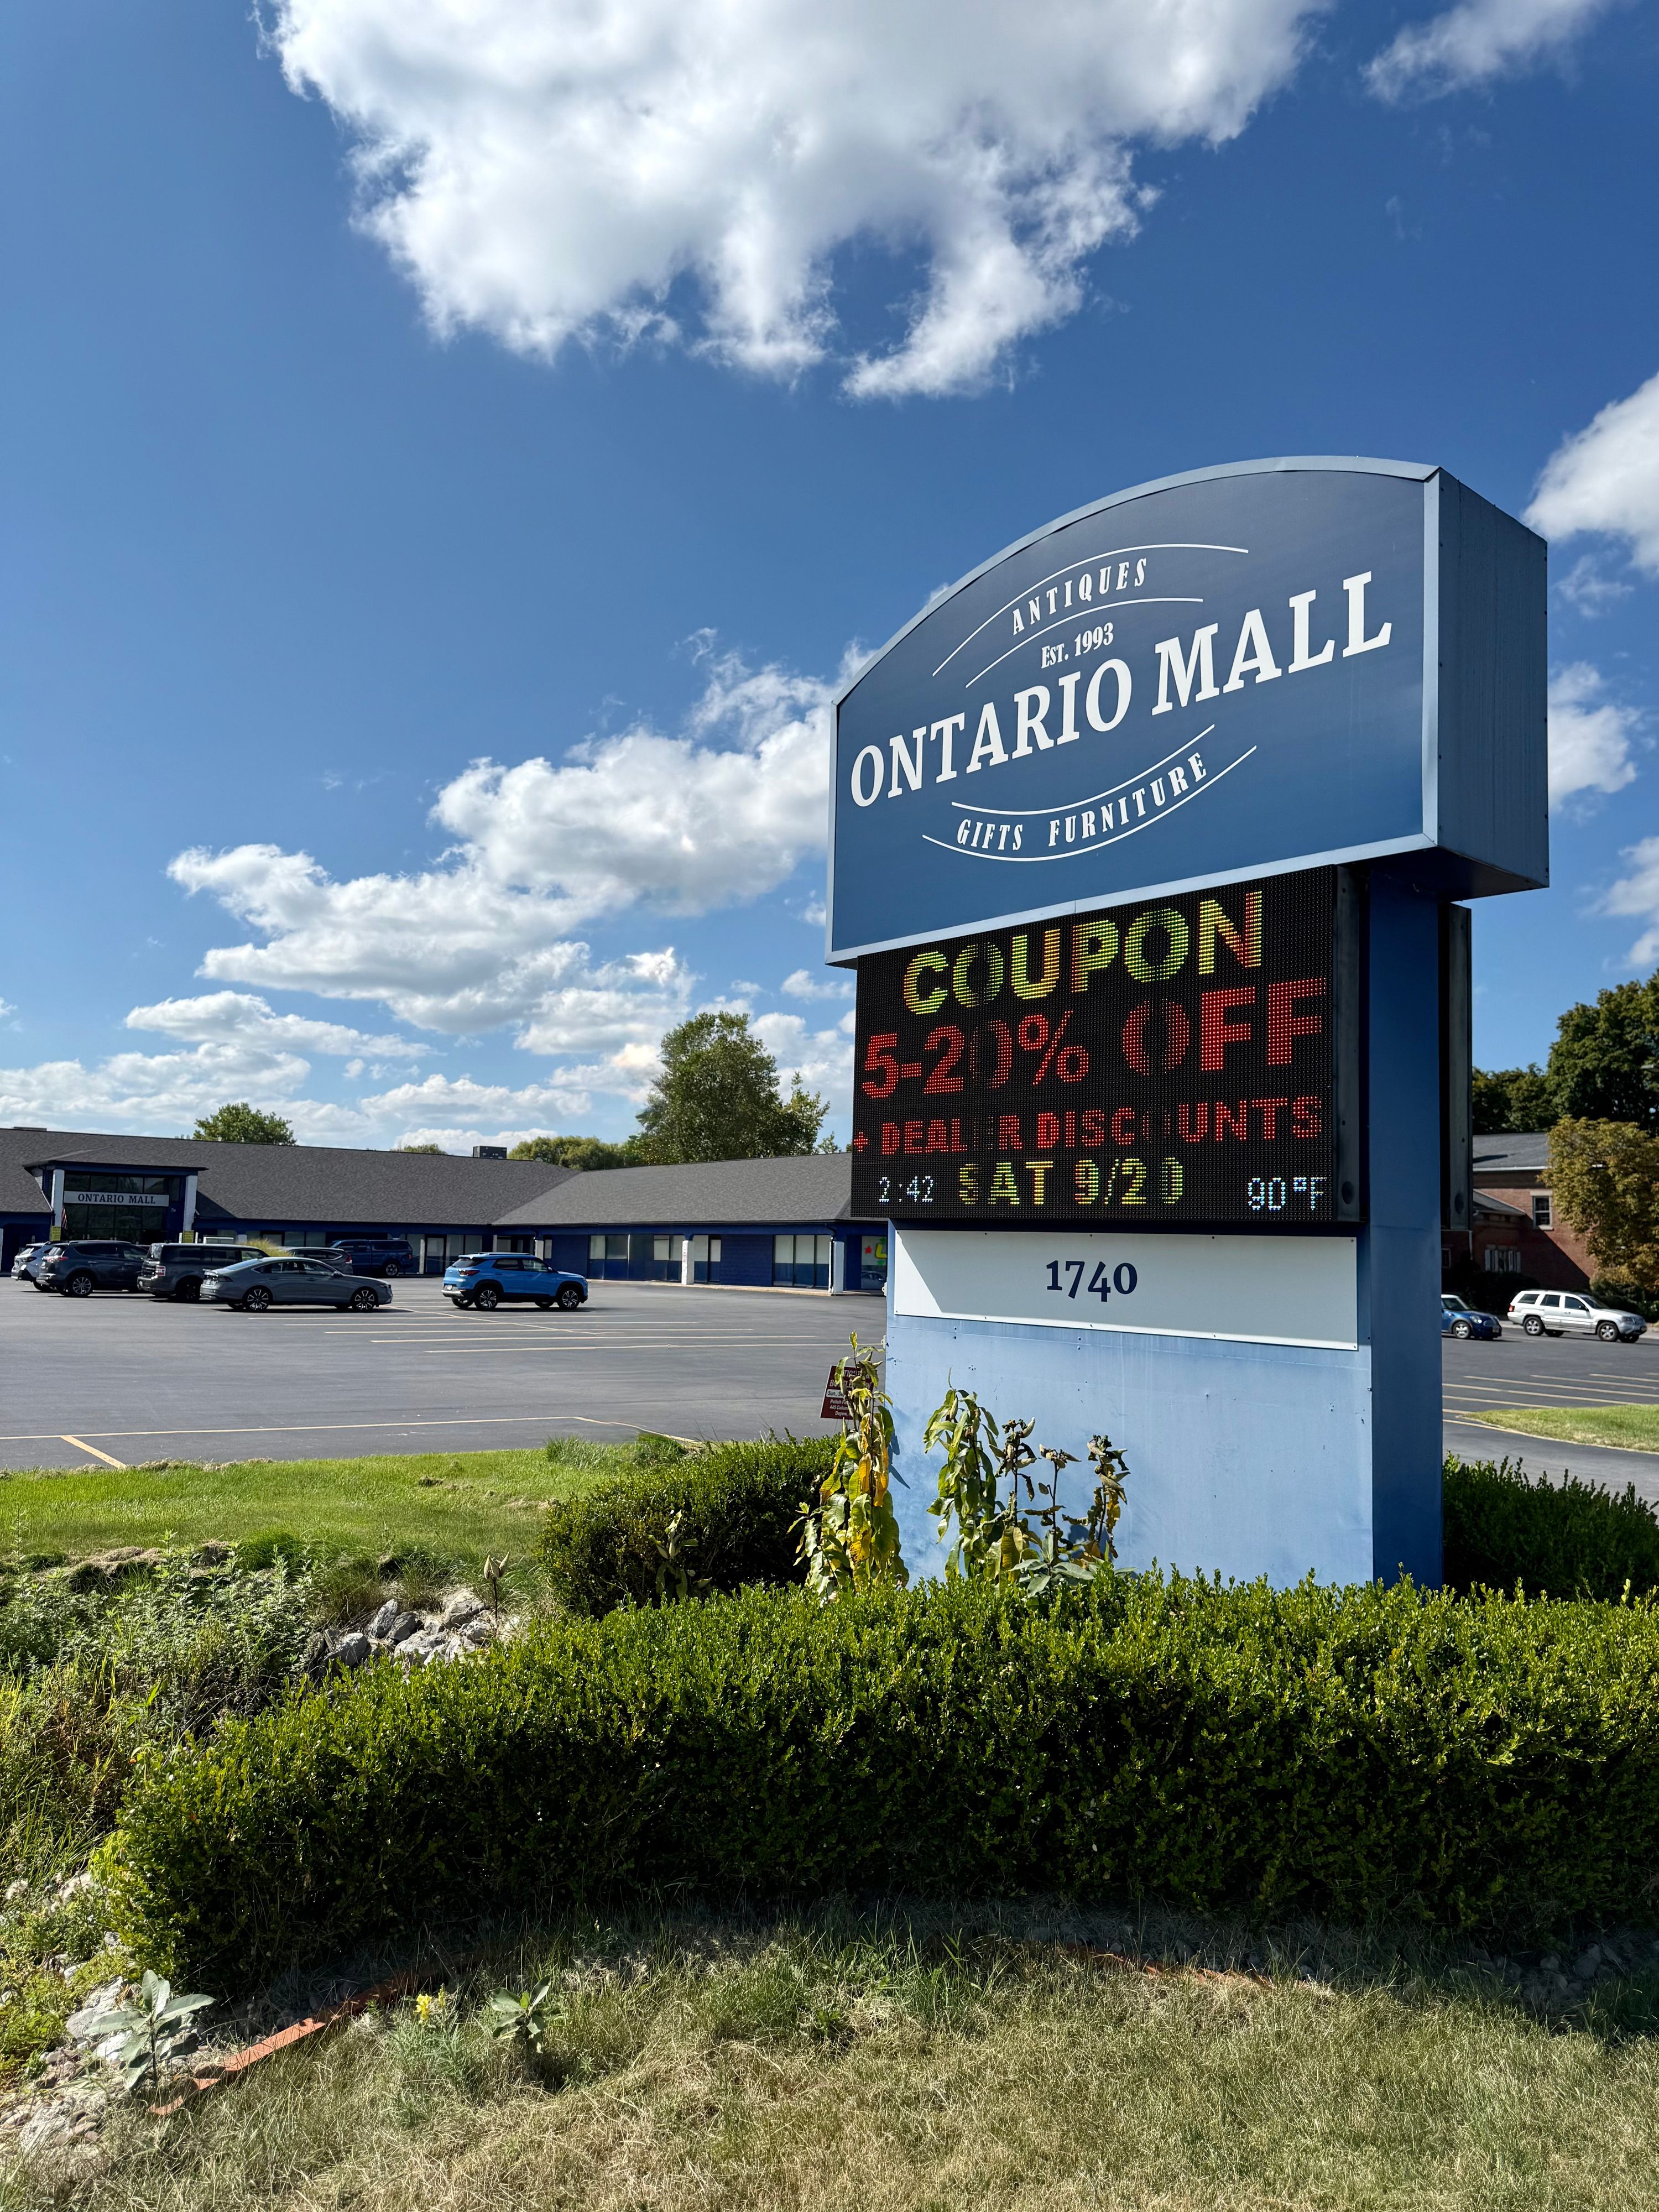 ANTIQUES
EST. 1993
ONTARIO MALL
GIFTS FURNITURE
COUPON
5-20% OFF
+ DEALER DISCOUNTS
SAT 9/20
2:42
90°F
1740
ONTARIO MALL